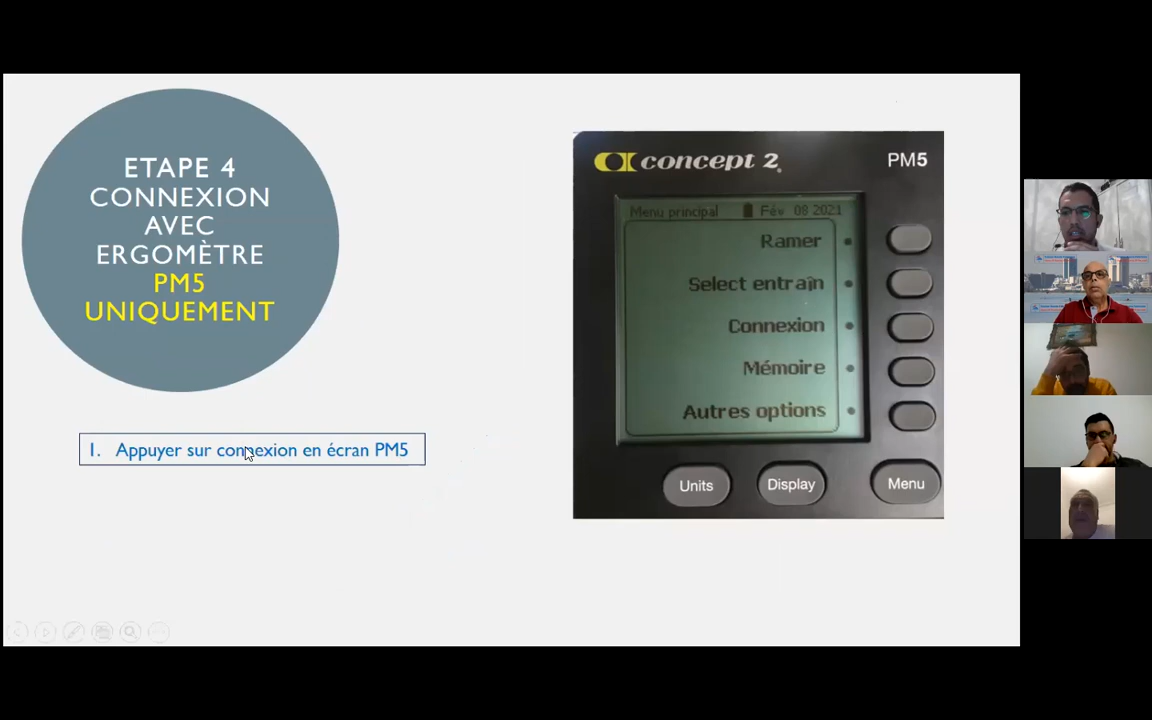 ETAPE 4
CONNEXION
AVEC
ERGOMÈTRE
PM5
UNIQUEMENT
1. Appuyer sur connexion en écran PM5
concept 2.
PM5
Menu principal Fév 08 2021
Ramer
Select entraîn
Connexion
Mémoire
Autres options
Units
Display
Menu